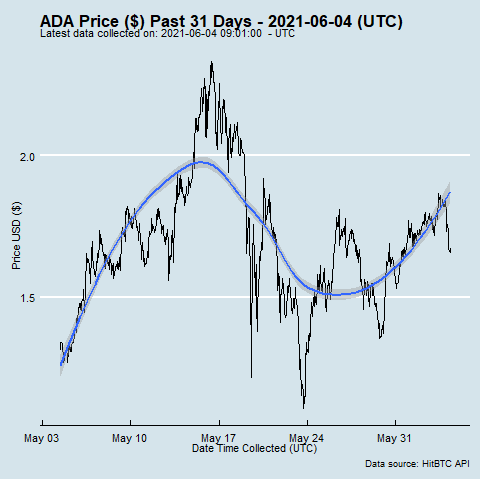 ADA Price ($) Past 31 Days - 2021-06-04 (UTC)
Latest data collected on: 2021-06-04 09:01:00  - UTC
2.0
1.5
Price USD ($)
May 03 May 10 May 17 May 24 May 31
Date Time Collected (UTC)
Data source: HitBTC API